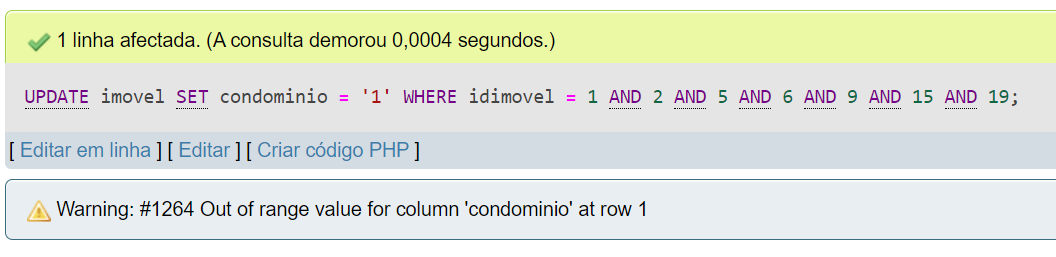 1 linha afectada. (A consulta demorou 0,0004 segundos.)
UPDATE imovel SET condominio = '1' WHERE idimovel = 1 AND 2 AND 5 AND 6 AND 9 AND 15 AND 19;
[ Editar em linha ] [ Editar ] [ Criar código PHP ]
Warning: #1264 Out of range value for column 'condominio' at row 1